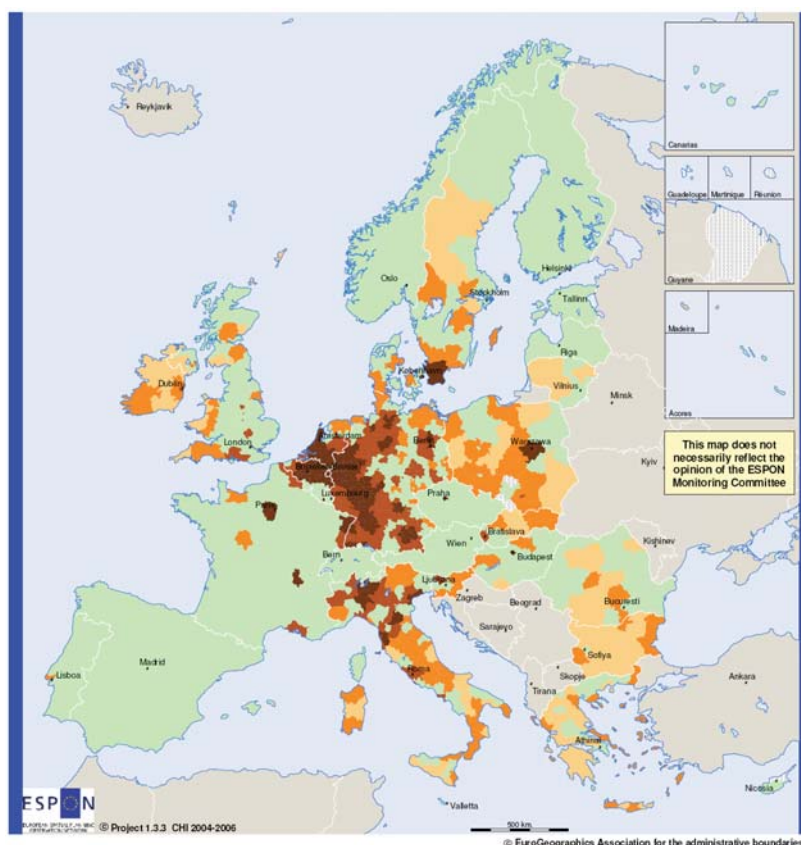 Reykjavik
Canarias
Guadeloupe
Martinique
Réunion
Guyane
Madeira
Acores
Oslo
Helsinki
Stockholm
Tallinn
Riga
København
Vilnius
Minsk
Dublin
London
Amsterdam
Berlin
Warszawa
Kyiv
This map does not
necessarily reflect the
opinion of the ESPON
Monitoring Committee
Luxembourg
Praha
Paris
Kishinev
Wien
Bratislava
Bern
Budapest
Ljubljana
Zagreb
Beograd
Bucuresti
Sarajevo
Sofiya
Skopje
Lisboa
Madrid
Roma
Tirana
Ankara
Athinai
Nicosia
Valletta
ESPON
© Project 1.3.3 CHI 2004-2006
500 km
© EuroGeographics Association for the administrative boundaries